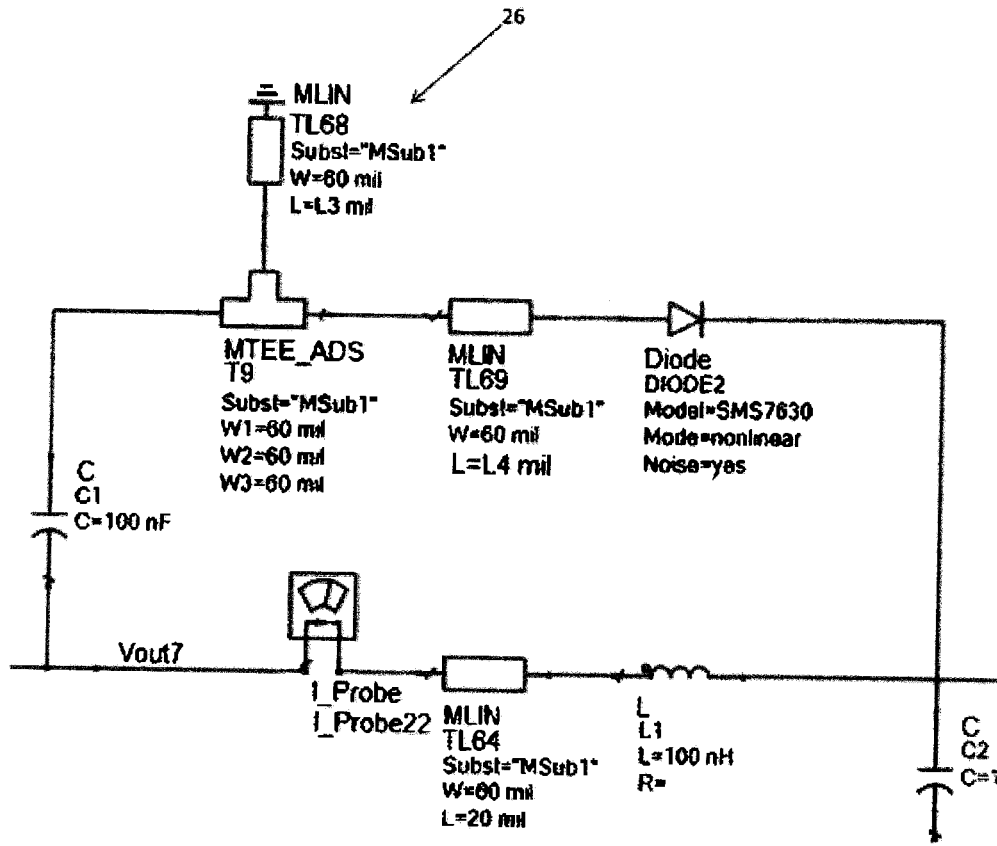 26
MLIN
TL68
Subst="MSub1"
W=60 mil
L=L3 mil
MTEE_ADS
T9
Subst="MSub1"
W1=60 mil
W2=60 mil
W3=60 mil
MLIN
TL69
Subst="MSub1"
W=60 mil
L=L4 mil
Diode
DIODE2
Model=SMS7630
Mode=nonlinear
Noise=yes
C
C1
C=100 nF
Vout7
I_Probe
I_Probe22
MLIN
TL64
Subst="MSub1"
W=60 mil
L=20 mil
L
L1
L=100 nH
R=
C
C2
C=1